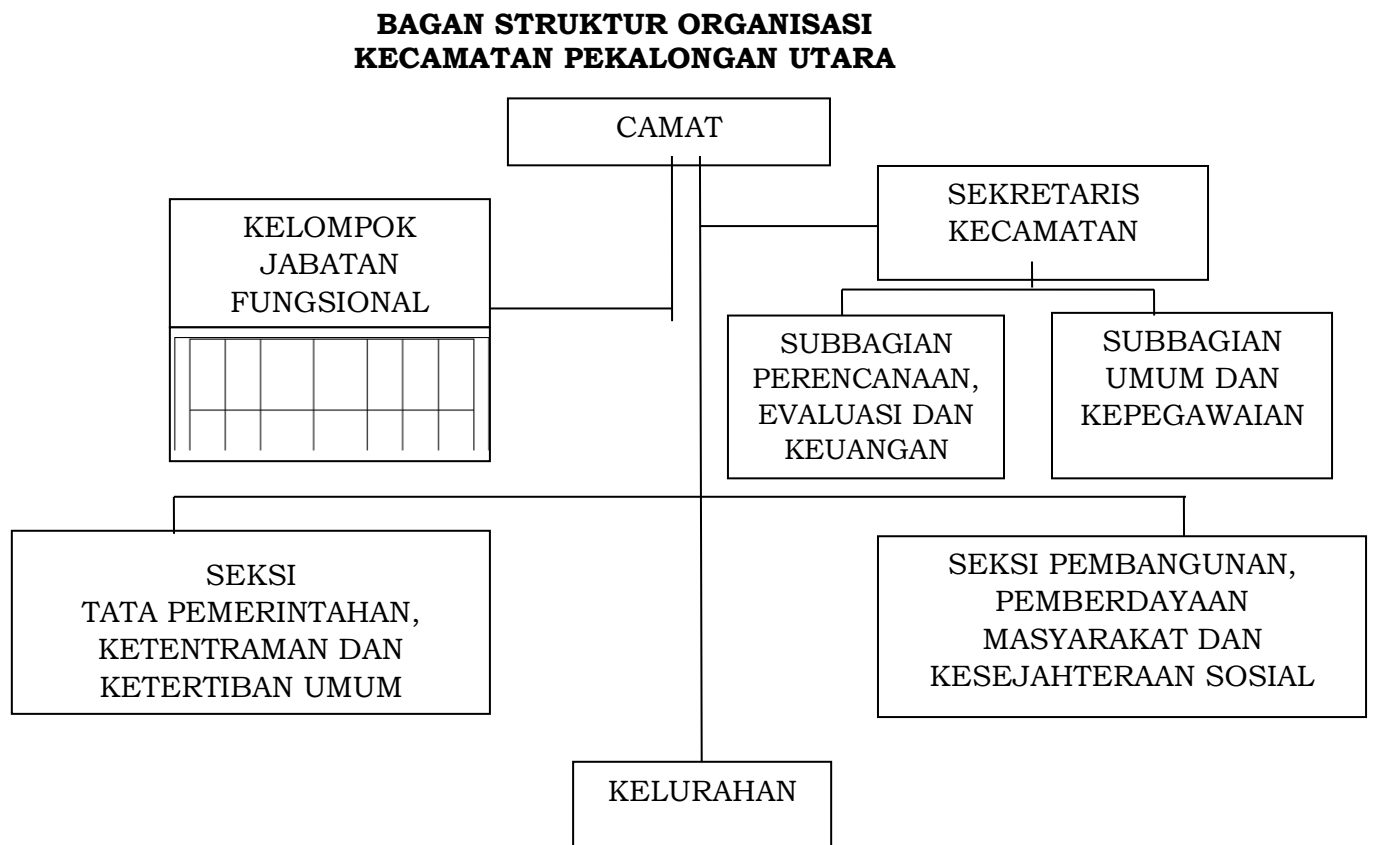 BAGAN STRUKTUR ORGANISASI
KECAMATAN PEKALONGAN UTARA
CAMAT
SEKRETARIS
KECAMATAN
KELOMPOK
JABATAN
FUNGSIONAL
SUBBAGIAN
PERENCANAAN,
EVALUASI DAN
KEUANGAN
SUBBAGIAN
UMUM DAN
KEPEGAWAIAN
SEKSI
TATA PEMERINTAHAN,
KETENTRAMAN DAN
KETERTIBAN UMUM
SEKSI PEMBANGUNAN,
PEMBERDAYAAN
MASYARAKAT DAN
KESEJAHTERAAN SOSIAL
KELURAHAN